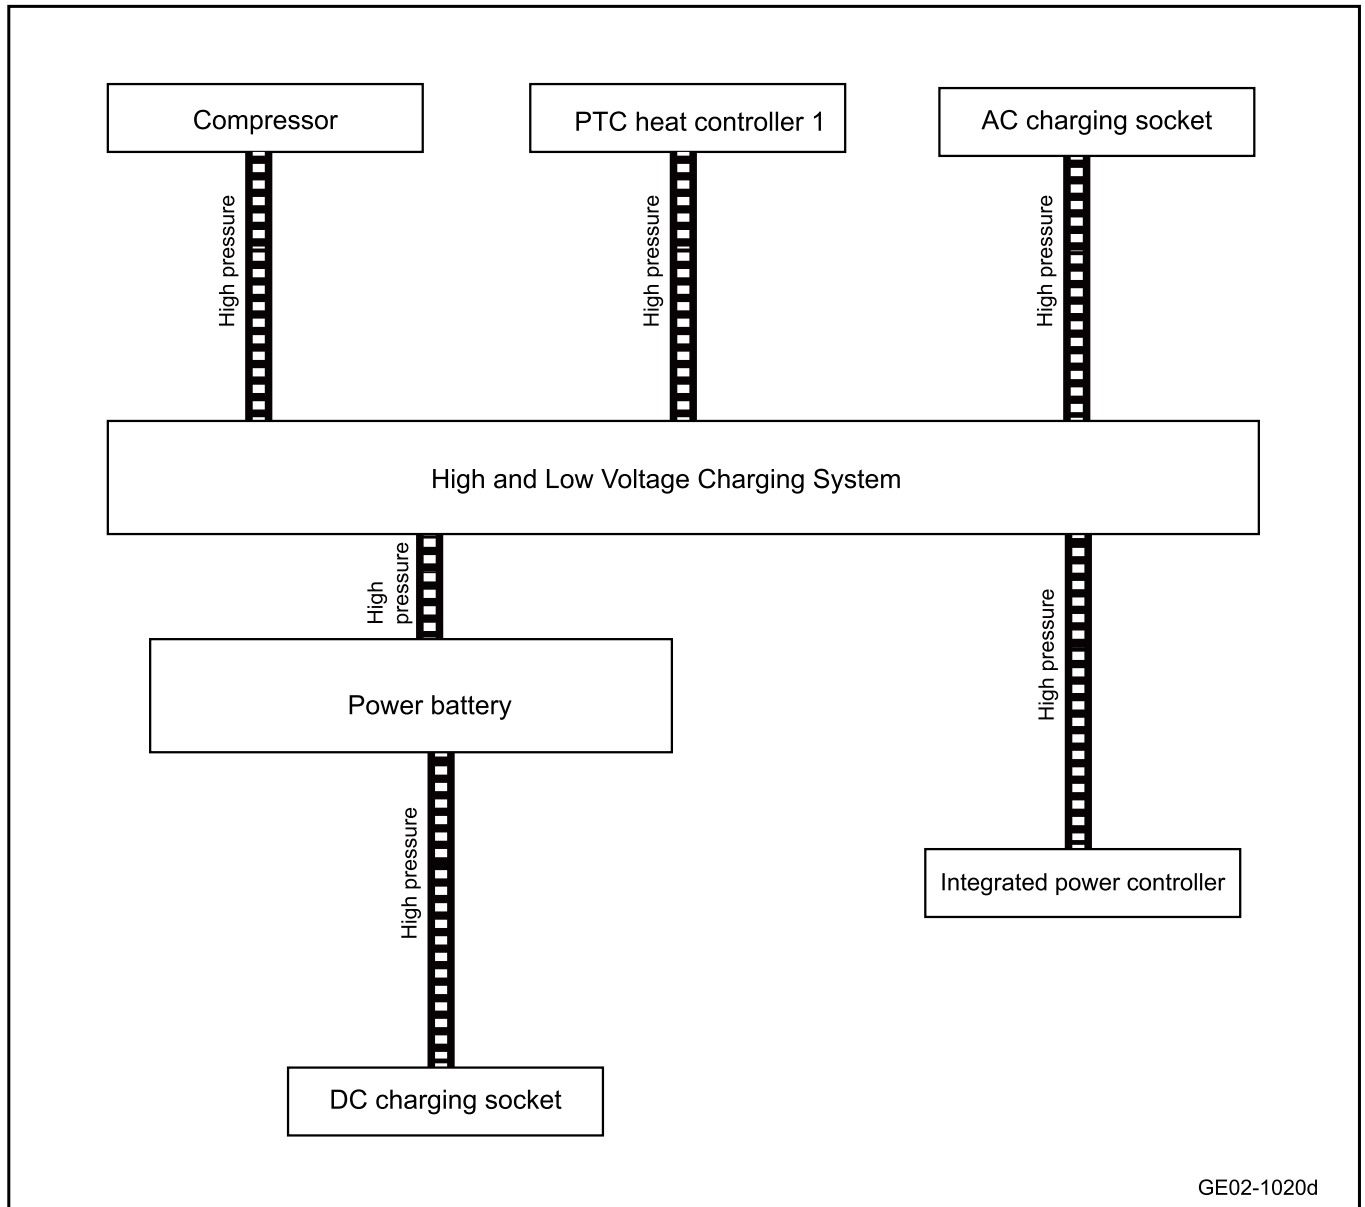 Compressor
PTC heat controller 1
AC charging socket
High pressure
High pressure
High pressure
High and Low Voltage Charging System
High
pressure
High pressure
Power battery
High pressure
Integrated power controller
DC charging socket
GE02-1020d